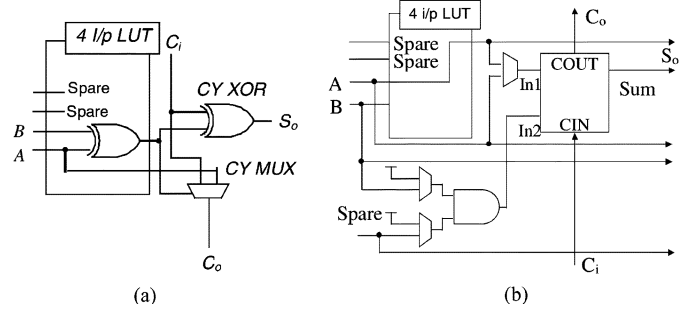 4 I/p LUT
Ci
CY XOR
Spare
Spare
B
A
So
CY MUX
Co
(a)
4 i/p LUT
Co
Spare
Spare
A
B
In1
COUT
So
Sum
In2
CIN
Spare
Ci
(b)